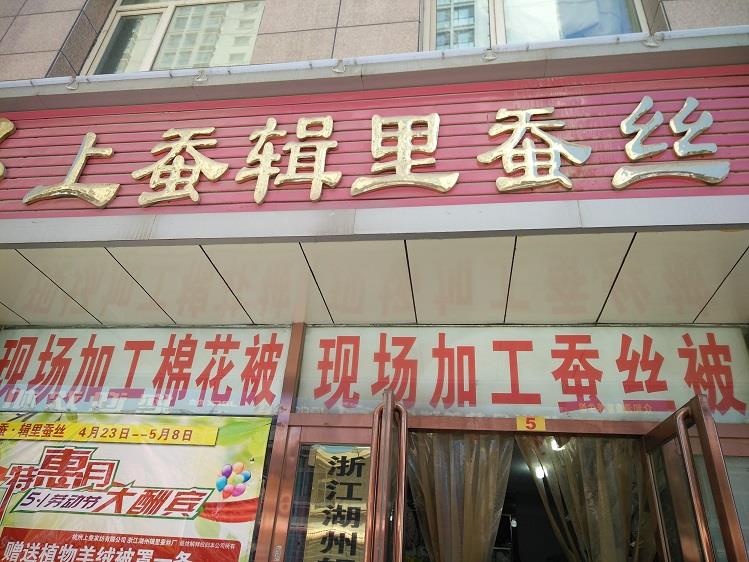 上蚕辑里蚕丝
现场加工棉花被
现场加工蚕丝被
5
蚕·辑里蚕丝 4月23日--5月8日
特惠月
5·1劳动节大酬宾
赠送植物羊绒被罩一条
浙江湖州